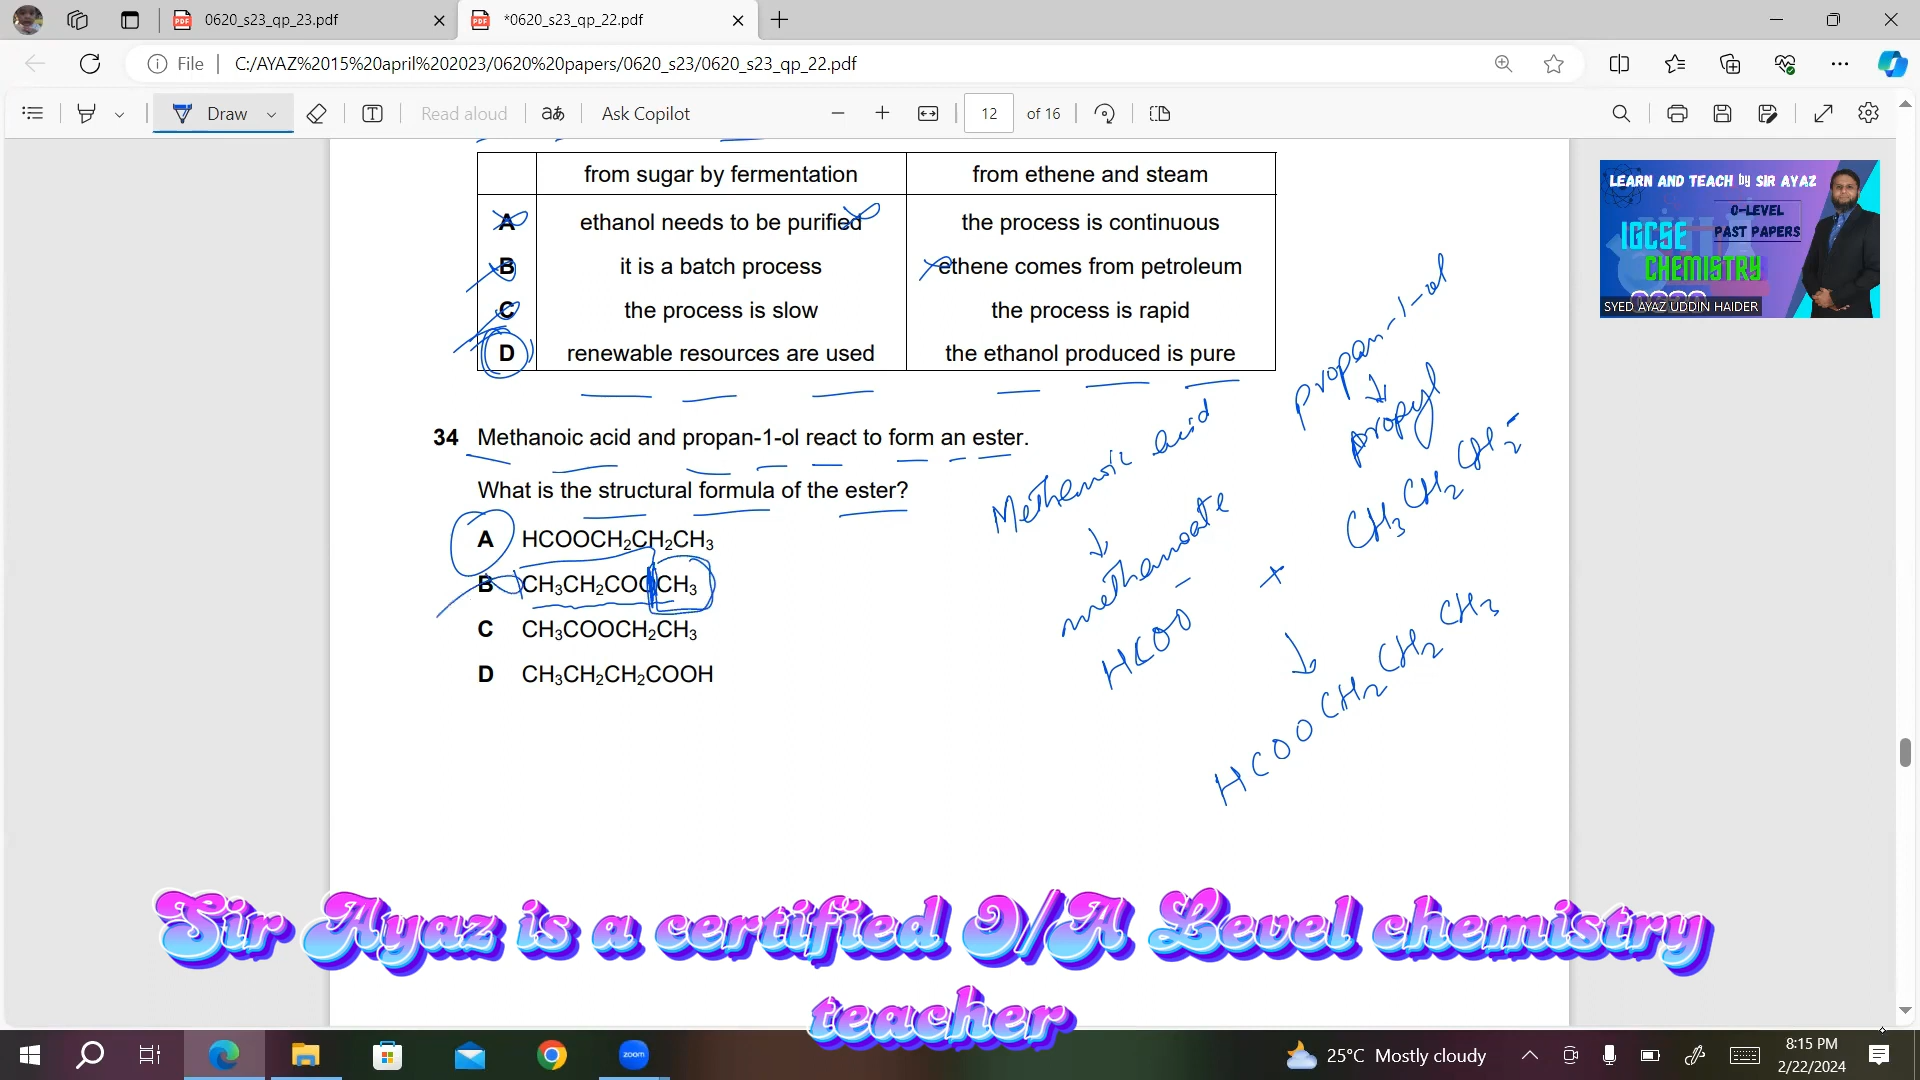 0620_s23_qp_23.pdf
*0620_s23_qp_22.pdf
File
C:/AYAZ%2015%20april%202023/0620%20papers/0620_s23/0620_s23_qp_22.pdf
Draw
Read aloud
aあ
Ask Copilot
12 of 16
from sugar by fermentation from ethene and steam
A ethanol needs to be purified the process is continuous
B it is a batch process ethene comes from petroleum
C the process is slow the process is rapid
D renewable resources are used the ethanol produced is pure
34 Methanoic acid and propan-1-ol react to form an ester.
What is the structural formula of the ester?
A HCOOCH₂CH₂CH₃
B CH₃CH₂COOCH₃
C CH₃COOCH₂CH₃
D CH₃CH₂CH₂COOH
propan-1-ol
propyl
CH₃CH₂CH₂-
Methanoic acid
methanoate
HCOO-
+
HCOOCH₂CH₂CH₃
LEARN AND TEACH by SIR AYAZ
O-LEVEL
PAST PAPERS
IGCSE
CHEMISTRY
SYED AYAZ UDDIN HAIDER
Sir Ayaz is a certified O/A Level chemistry
teacher
zoom
25°C Mostly cloudy
8:15 PM
2/22/2024